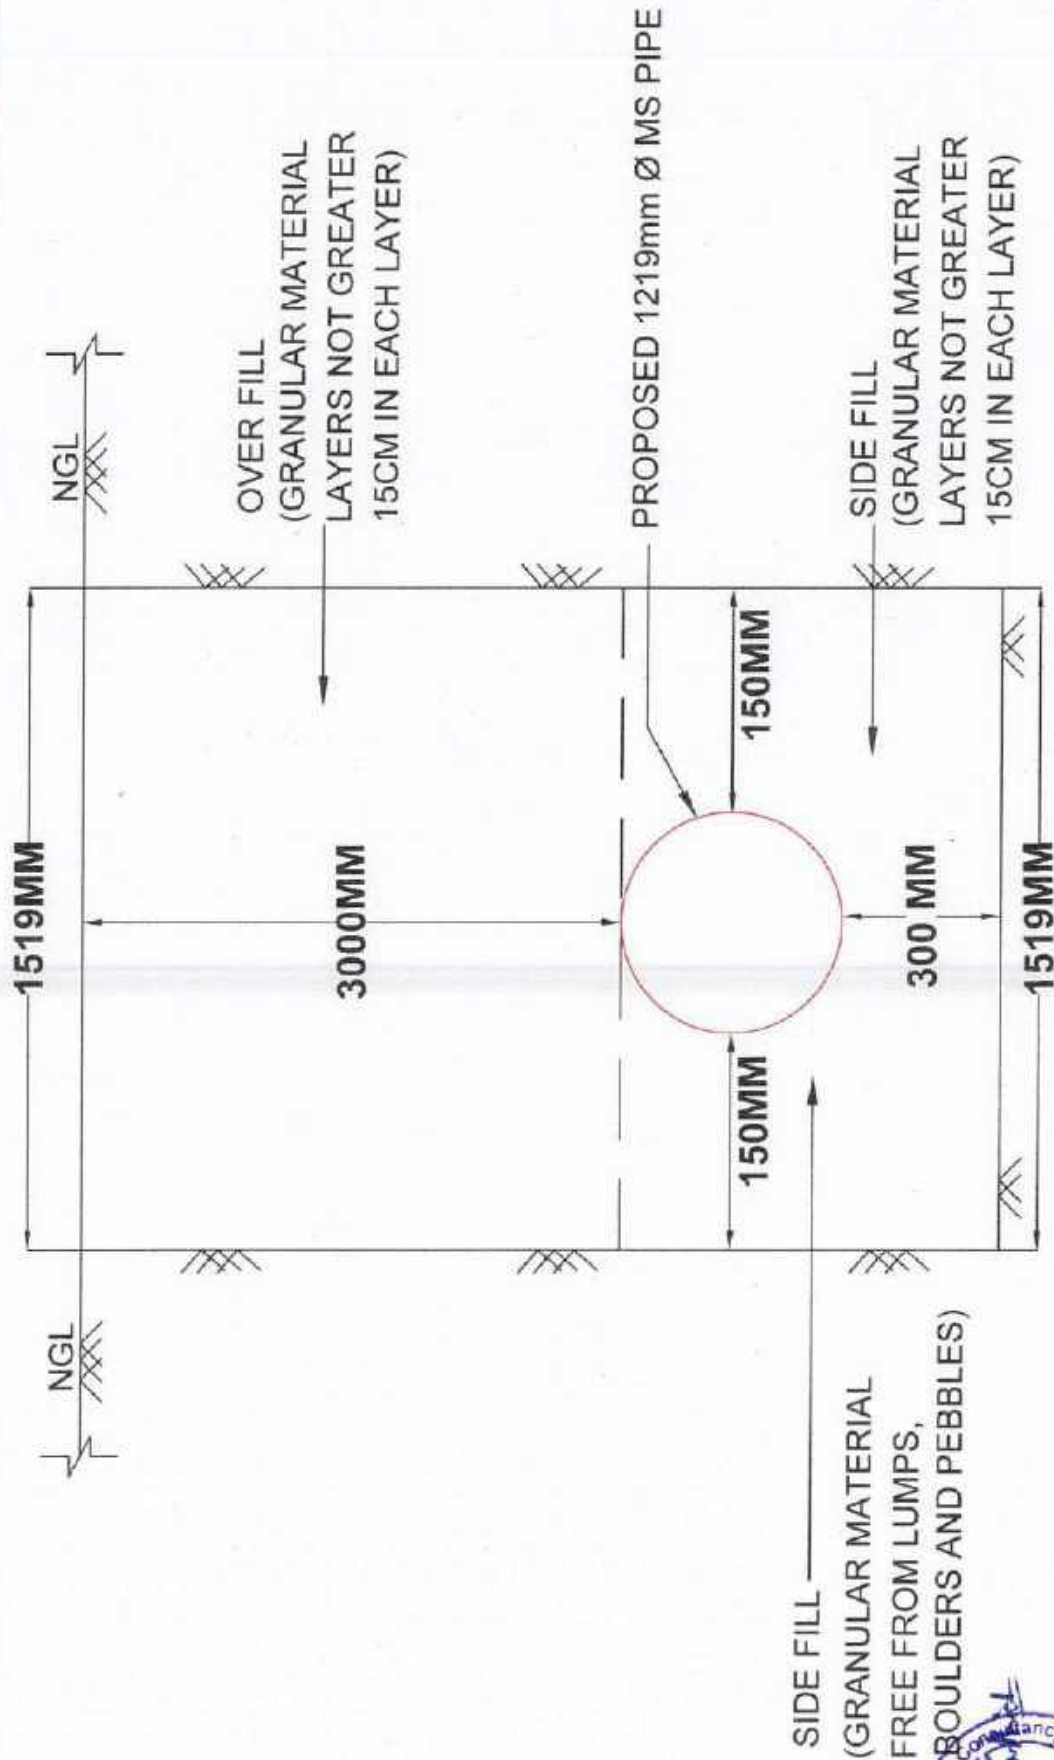 1519MM
NGL
NGL
OVER FILL
(GRANULAR MATERIAL
LAYERS NOT GREATER
15CM IN EACH LAYER)
3000MM
PROPOSED 1219mm Ø MS PIPE
150MM
150MM
SIDE FILL
(GRANULAR MATERIAL
FREE FROM LUMPS,
BOULDERS AND PEBBLES)
SIDE FILL
(GRANULAR MATERIAL
LAYERS NOT GREATER
15CM IN EACH LAYER)
300 MM
1519MM